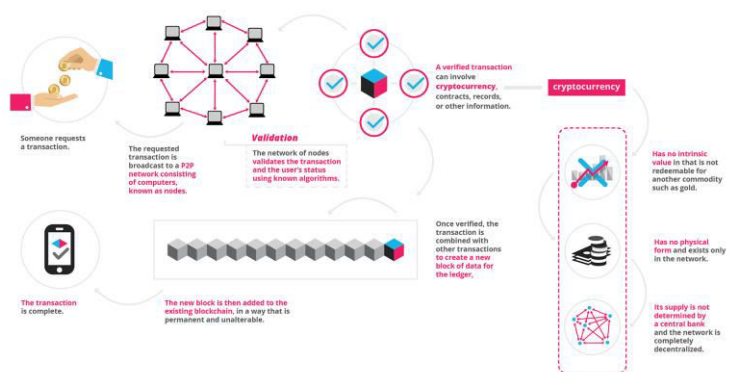 Someone requests
a transaction.
The requested
transaction is
broadcast to a P2P
network consisting
of computers,
known as nodes.
Validation
The network of nodes
validates the transaction
and the user's status
using known algorithms.
A verified transaction
can involve
cryptocurrency,
contracts, records,
or other information.
cryptocurrency
Has no intrinsic
value in that is not
redeemable for
another commodity
such as gold.
Has no physical
form and exists only
in the network.
Its supply is not
determined by
a central bank
and the network is
completely
decentralized.
Once verified, the
transaction is
combined with
other transactions
to create a new
block of data for
the ledger,
The new block is then added to the
existing blockchain, in a way that is
permanent and unalterable.
The transaction
is complete.